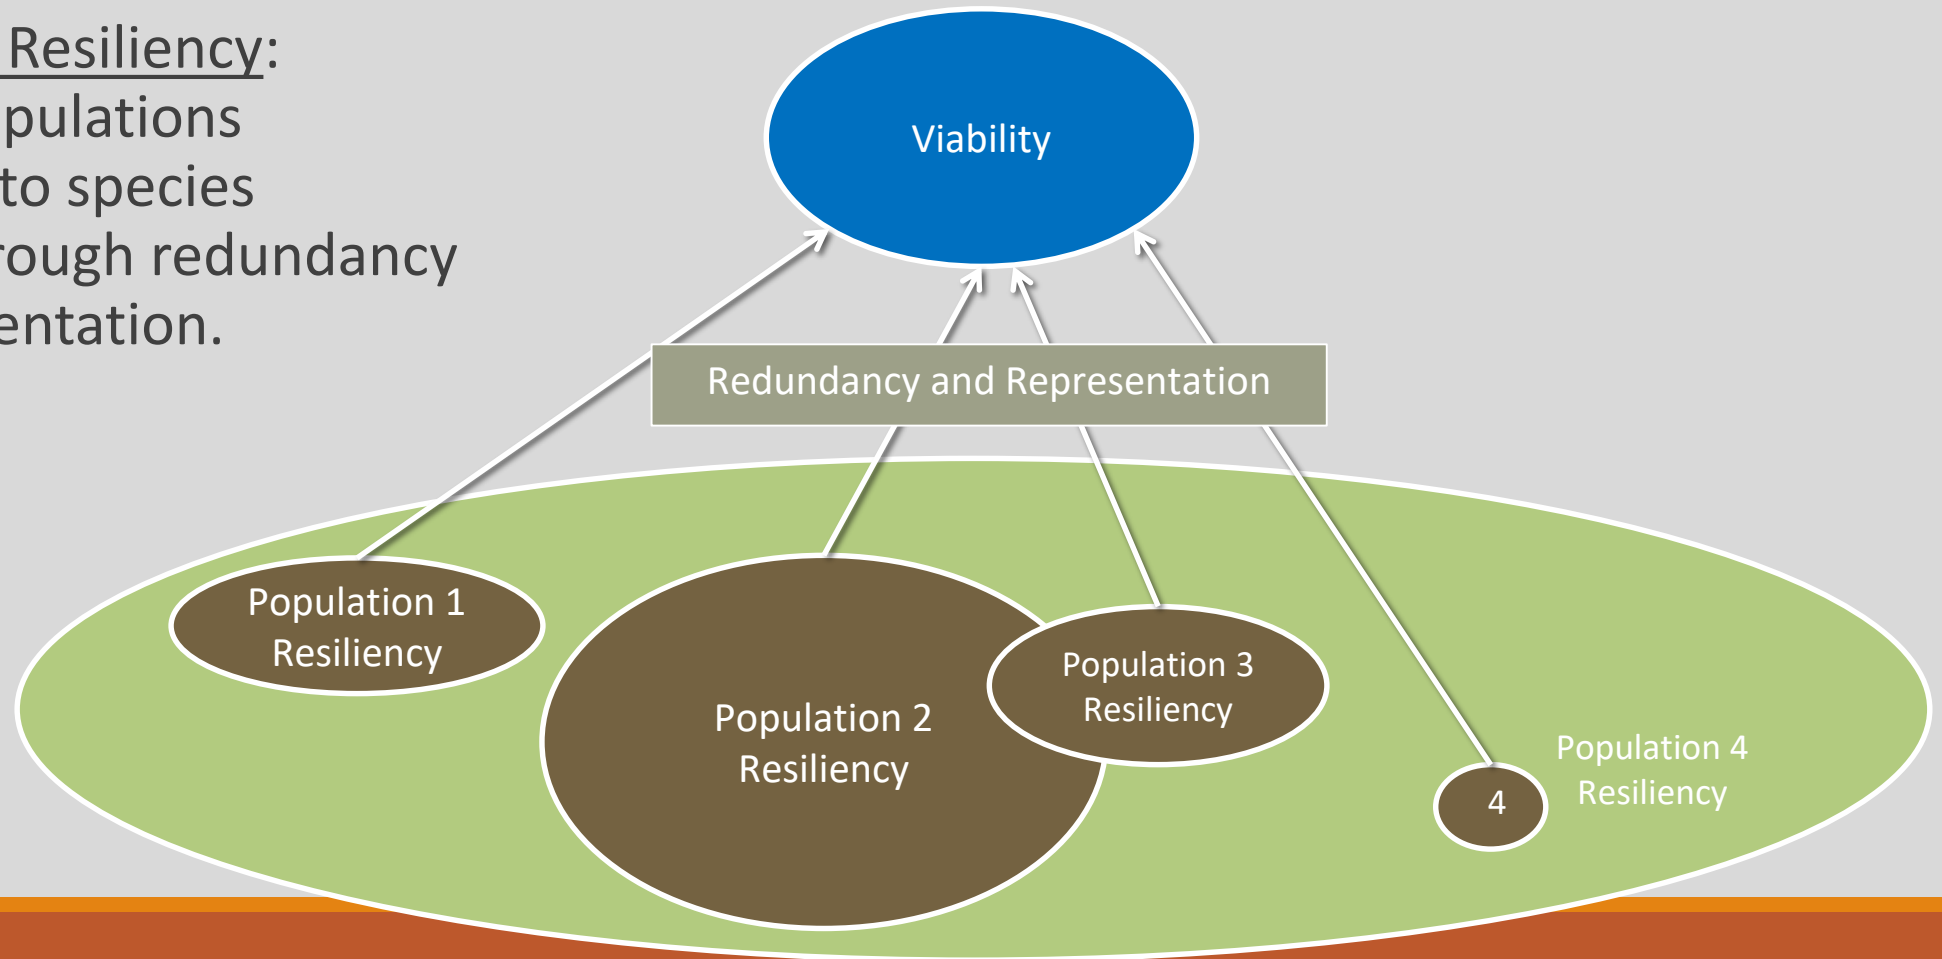 Resiliency:
pulations
to species
rough redundancy
entation.
Viability
Redundancy and Representation
Population 1
Resiliency
Population 2
Resiliency
Population 3
Resiliency
4
Population 4
Resiliency